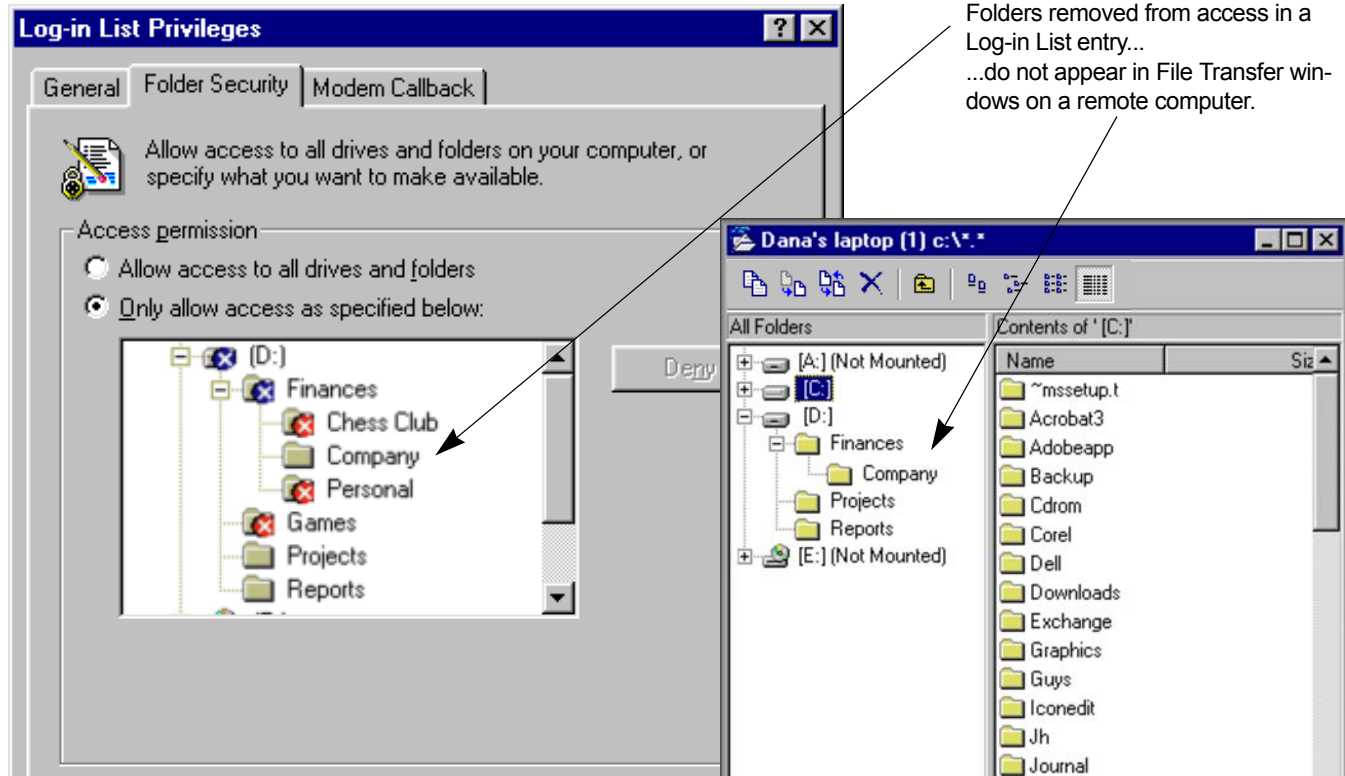 Log-in List Privileges
General
Folder Security
Modem Callback
Allow access to all drives and folders on your computer, or
specify what you want to make available.
Access permission
Allow access to all drives and folders
Only allow access as specified below:
(D:)
Finances
Chess Club
Company
Personal
Games
Projects
Reports
Deny
Folders removed from access in a
Log-in List entry...
...do not appear in File Transfer win-
dows on a remote computer.
Dana's laptop (1) c:\*.*
All Folders
Contents of ' [C:]'
[A:] (Not Mounted)
[C:]
[D:]
Finances
Company
Projects
Reports
[E:] (Not Mounted)
Name
Siz
~mssetup.t
Acrobat3
Adobeapp
Backup
Cdrom
Corel
Dell
Downloads
Exchange
Graphics
Guys
Iconedit
Jh
Journal